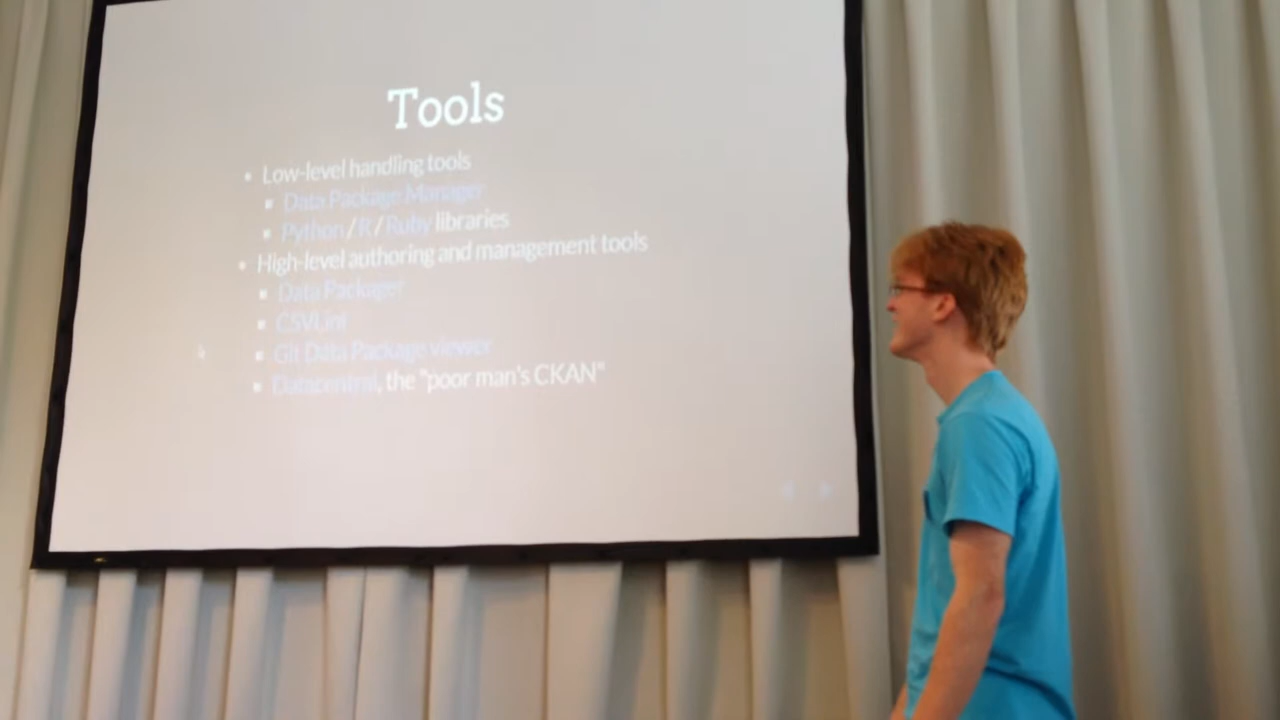 Tools
Low-level handling tools
Data Package Manager
Python / R / Ruby libraries
High-level authoring and management tools
Data Packager
CSVLint
Git Data Package viewer
Datacentral, the "poor man's CKAN"